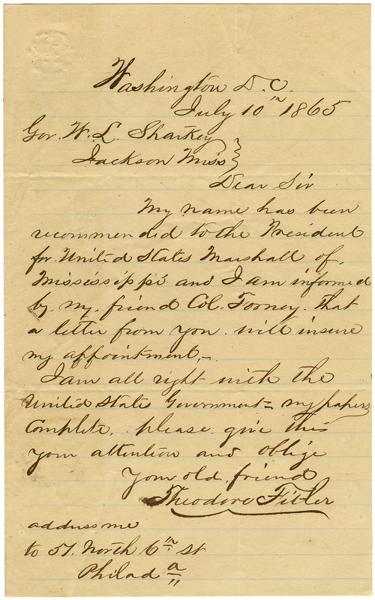 Washington D.C.
July 10th 1865
Gov. W. L. Sharkey
Jackson Miss
Dear Sir
My name has been
recommended to the President
for United States Marshall of
Mississippi and I am informed
by my friend Col. Tooney that
a letter from you will insure
my appointment,-
I am all right with the
United State Government = my papers
Complete. please give this
your attention and oblige
your old friend
Theodore Fitler
address me
to 51 North 6th St
Philada